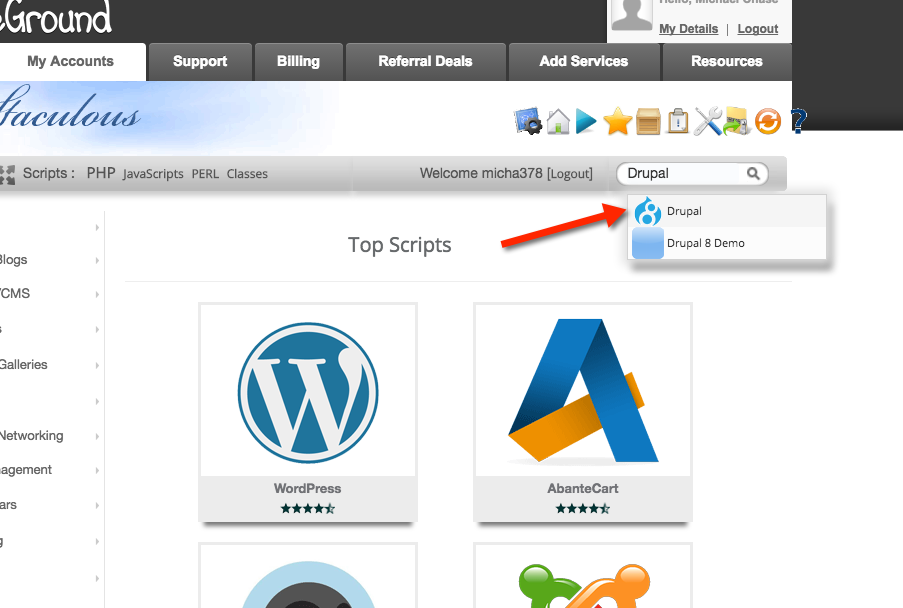 eGround
Hello, Michael Chase
My Details | Logout
My Accounts Support Billing Referral Deals Add Services Resources
taculous
Scripts : PHP JavaScripts PERL Classes
Welcome micha378 [Logout]
Drupal
Drupal
Drupal 8 Demo
Top Scripts
Blogs
/CMS
s
Galleries
Networking
nagement
ars
g
WordPress
AbanteCart